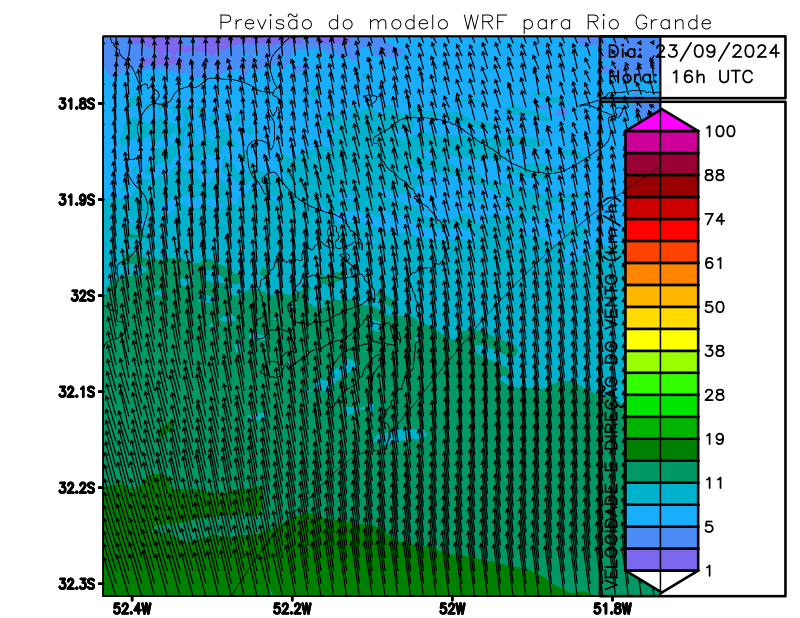 Previsão do modelo WRF para Rio Grande
Dia: 23/09/2024
Hora: 16h UTC
VELOCIDADE E DIREÇÃO DO VENTO (km/h)
100
88
74
61
50
38
28
19
11
5
1
31.8S
31.9S
32S
32.1S
32.2S
32.3S
52.4W 52.2W 52W 51.8W